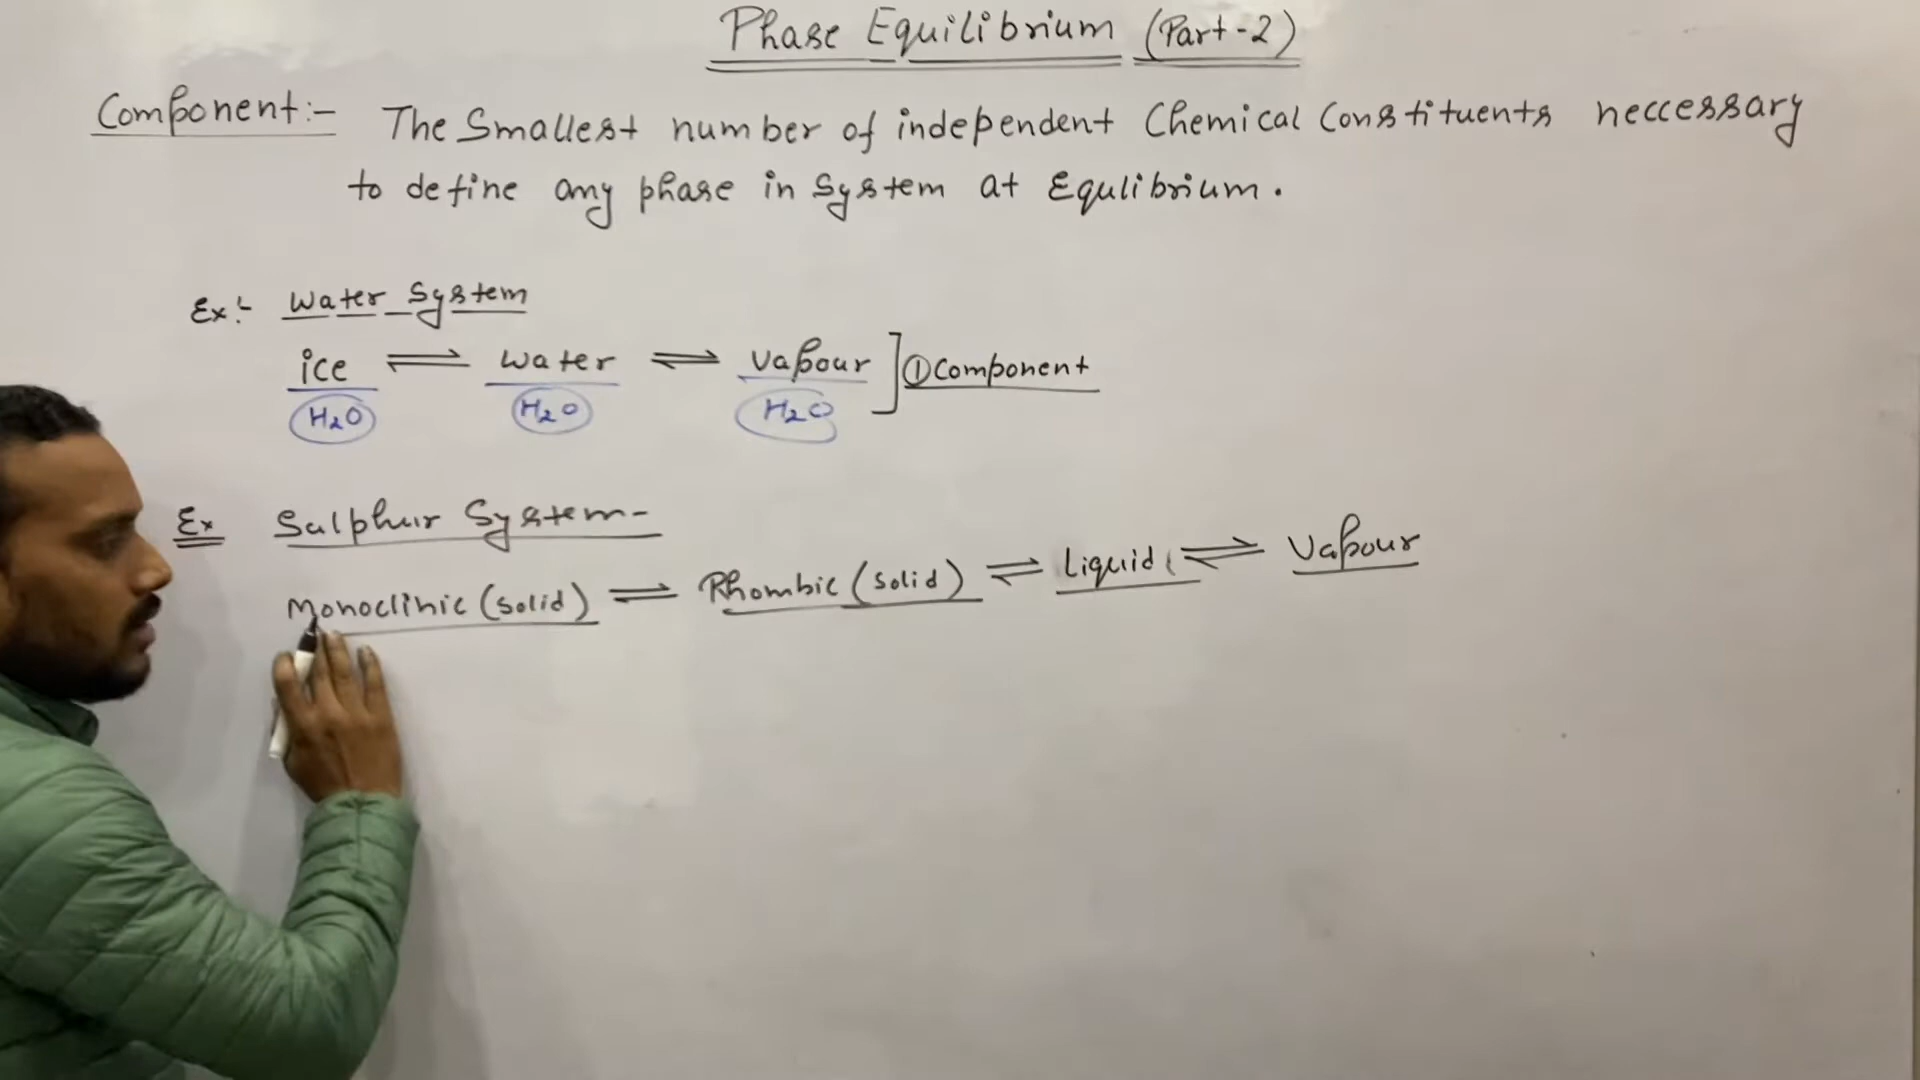 Phase Equilibrium (Part-2)
Component:- The Smallest number of independent Chemical Constituents neccessary
to define any phase in System at Equlibrium.
Ex:- Water System
ice ⇌ water ⇌ Vapour ] ① Component
H₂O H₂O H₂O
Ex Sulphur System-
Monoclinic (Solid) ⇌ Rhombic (Solid) ⇌ Liquid ⇌ Vapour